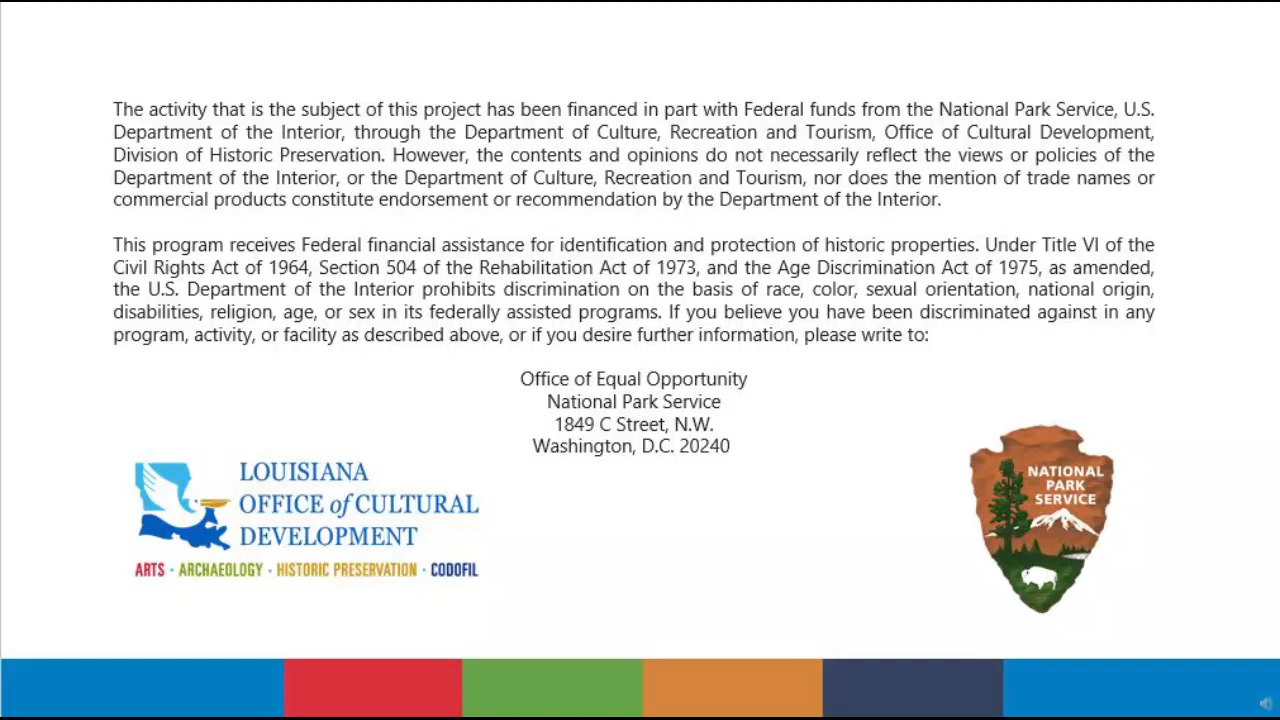 The activity that is the subject of this project has been financed in part with Federal funds from the National Park Service, U.S.
Department of the Interior, through the Department of Culture, Recreation and Tourism, Office of Cultural Development,
Division of Historic Preservation. However, the contents and opinions do not necessarily reflect the views or policies of the
Department of the Interior, or the Department of Culture, Recreation and Tourism, nor does the mention of trade names or
commercial products constitute endorsement or recommendation by the Department of the Interior.
This program receives Federal financial assistance for identification and protection of historic properties. Under Title VI of the
Civil Rights Act of 1964, Section 504 of the Rehabilitation Act of 1973, and the Age Discrimination Act of 1975, as amended,
the U.S. Department of the Interior prohibits discrimination on the basis of race, color, sexual orientation, national origin,
disabilities, religion, age, or sex in its federally assisted programs. If you believe you have been discriminated against in any
program, activity, or facility as described above, or if you desire further information, please write to:
Office of Equal Opportunity
National Park Service
1849 C Street, N.W.
Washington, D.C. 20240
LOUISIANA
OFFICE of CULTURAL
DEVELOPMENT
ARTS · ARCHAEOLOGY · HISTORIC PRESERVATION · CODOFIL
NATIONAL
PARK
SERVICE